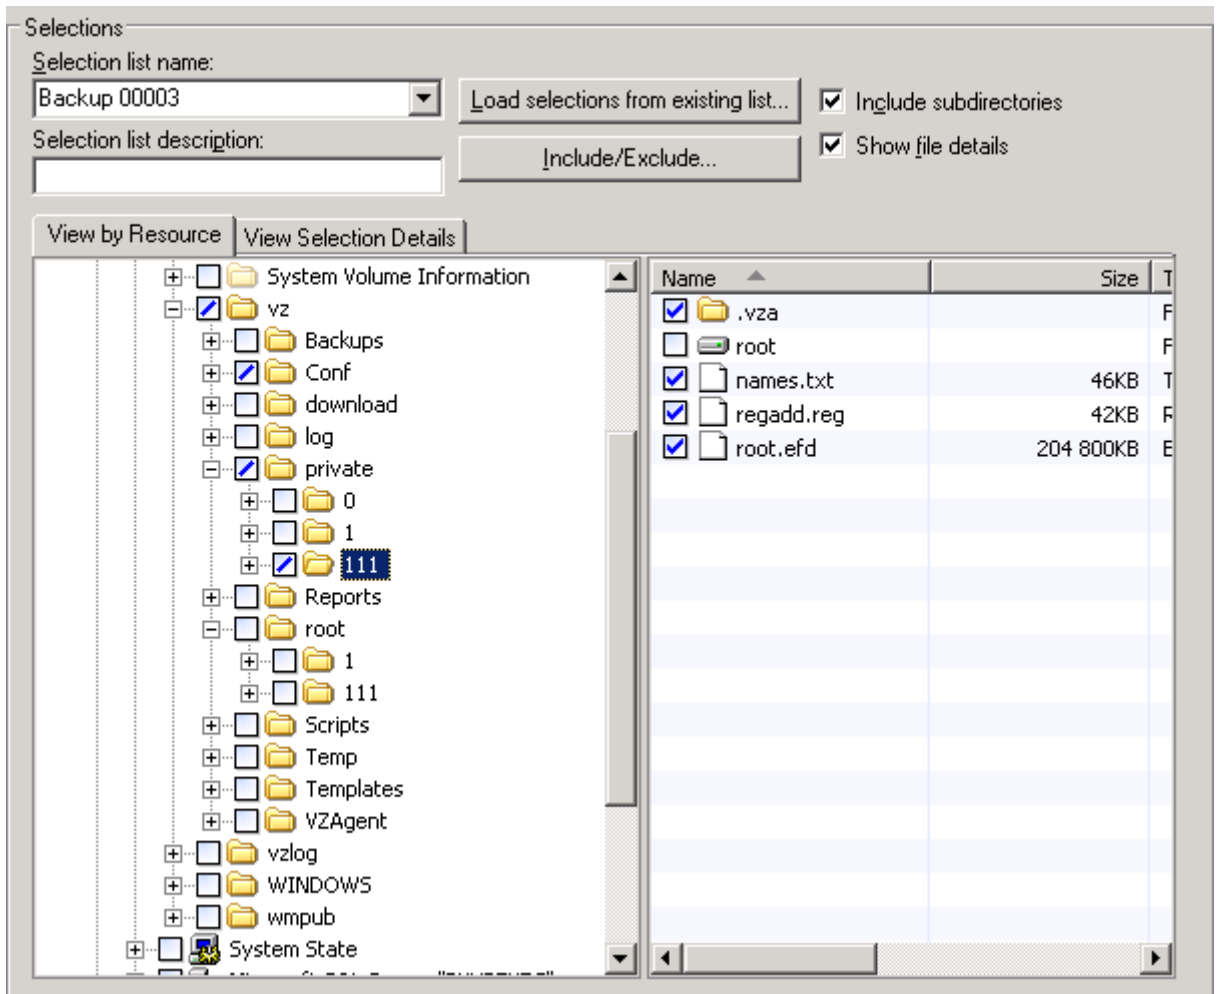 Selections
Selection list name:
Backup 00003
Load selections from existing list...
Include subdirectories
Selection list description:
Include/Exclude...
Show file details
View by Resource
View Selection Details
System Volume Information
vz
Backups
Conf
download
log
private
0
1
111
Reports
root
1
111
Scripts
Temp
Templates
VZAgent
vzlog
WINDOWS
wmpub
System State
Name Size T
.vza F
root F
names.txt 46KB T
regadd.reg 42KB R
root.efd 204 800KB E